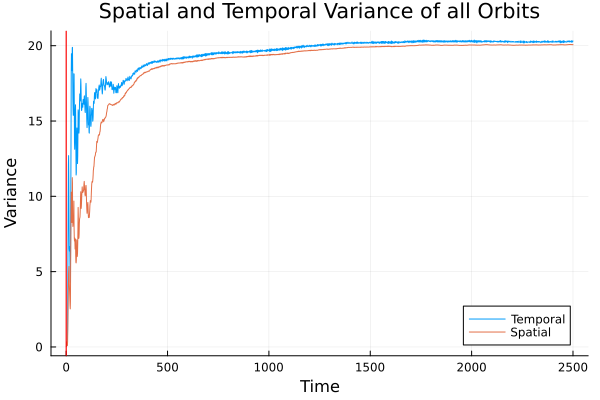 Spatial and Temporal Variance of all Orbits
Variance
20
15
10
5
0
Temporal
Spatial
0 500 1000 1500 2000 2500
Time